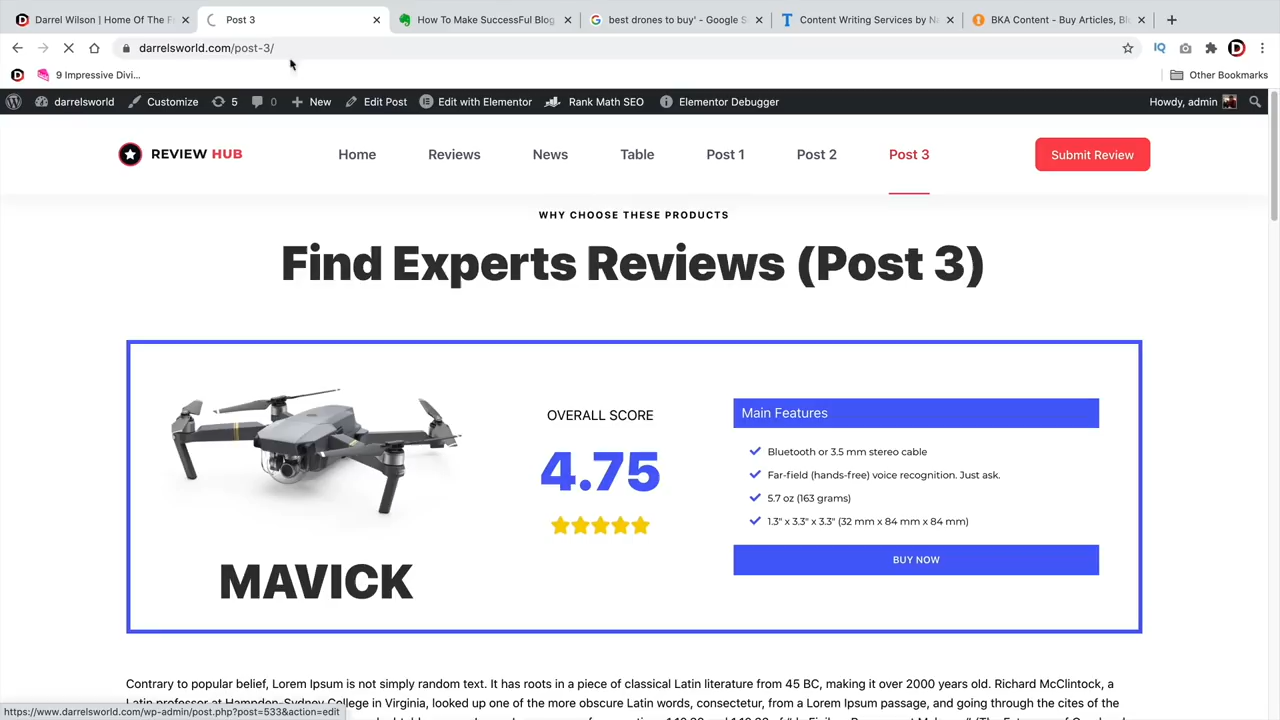 Darrel Wilson | Home Of The F
Post 3
How To Make SuccessFul Blog
best drones to buy' - Google S
Content Writing Services by N
BKA Content - Buy Articles, Bl
darrelsworld.com/post-3/
IQ
9 Impressive Divi...
Other Bookmarks
darrelsworld
Customize
5
0
New
Edit Post
Edit with Elementor
Rank Math SEO
Elementor Debugger
Howdy, admin
REVIEW HUB
Home
Reviews
News
Table
Post 1
Post 2
Post 3
Submit Review
WHY CHOOSE THESE PRODUCTS
Find Experts Reviews (Post 3)
OVERALL SCORE
4.75
MAVICK
Main Features
Bluetooth or 3.5 mm stereo cable
Far-field (hands-free) voice recognition. Just ask.
5.7 oz (163 grams)
1.3" x 3.3" x 3.3" (32 mm x 84 mm x 84 mm)
BUY NOW
Contrary to popular belief, Lorem Ipsum is not simply random text. It has roots in a piece of classical Latin literature from 45 BC, making it over 2000 years old. Richard McClintock, a
Latin professor at Hampden-Sydney College in Virginia, looked up one of the more obscure Latin words, consectetur, from a Lorem Ipsum passage, and going through the cites of the
https://www.darrelsworld.com/wp-admin/post.php?post=533&action=edit